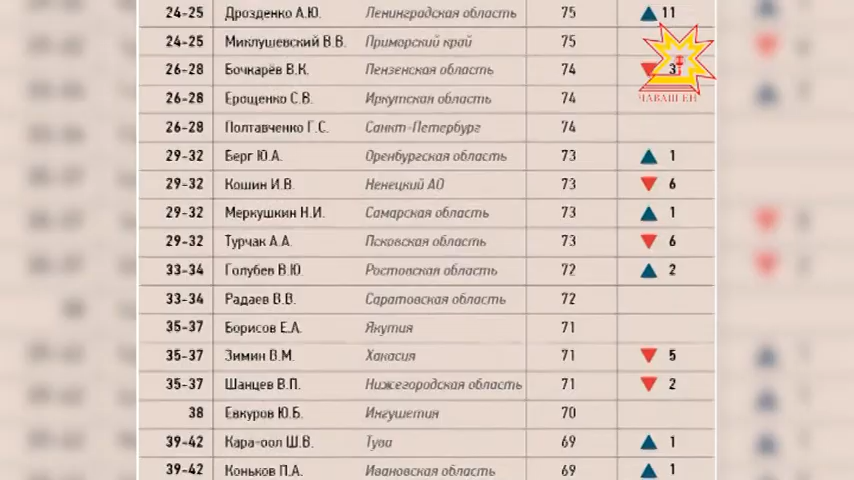 24-25 Дрозденко А.Ю. Ленинградская область 75 ▲ 11
24-25 Миклушевский В.В. Приморский край 75
26-28 Бочкарёв В.К. Пензенская область 74 ▼ 3
26-28 Ерощенко С.В. Иркутская область 74
ЧАВАШ ЕН
26-28 Полтавченко Г.С. Санкт-Петербург 74
29-32 Берг Ю.А. Оренбургская область 73 ▲ 1
29-32 Кошин И.В. Ненецкий АО 73 ▼ 6
29-32 Меркушкин Н.И. Самарская область 73 ▲ 1
29-32 Турчак А.А. Псковская область 73 ▼ 6
33-34 Голубев В.Ю. Ростовская область 72 ▲ 2
33-34 Радаев В.В. Саратовская область 72
35-37 Борисов Е.А. Якутия 71
35-37 Зимин В.М. Хакасия 71 ▼ 5
35-37 Шанцев В.П. Нижегородская область 71 ▼ 2
38 Евкуров Ю.Б. Ингушетия 70
39-42 Кара-оол Ш.В. Тува 69 ▲ 1
39-42 Коньков П.А. Ивановская область 69 ▲ 1